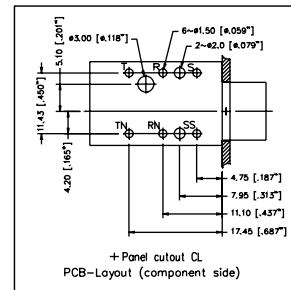 ø3.00 [ø.118"]
6~ø1.50 [ø.059"]
2~ø2.0 [ø.079"]
5.10 [.201"]
T R S
11.43 [.460"]
4.20 [.165"]
TN RN SS
4.75 [.187"]
7.95 [.313"]
11.10 [.437"]
17.45 [.687"]
+ Panel cutout CL
PCB-Layout (component side)